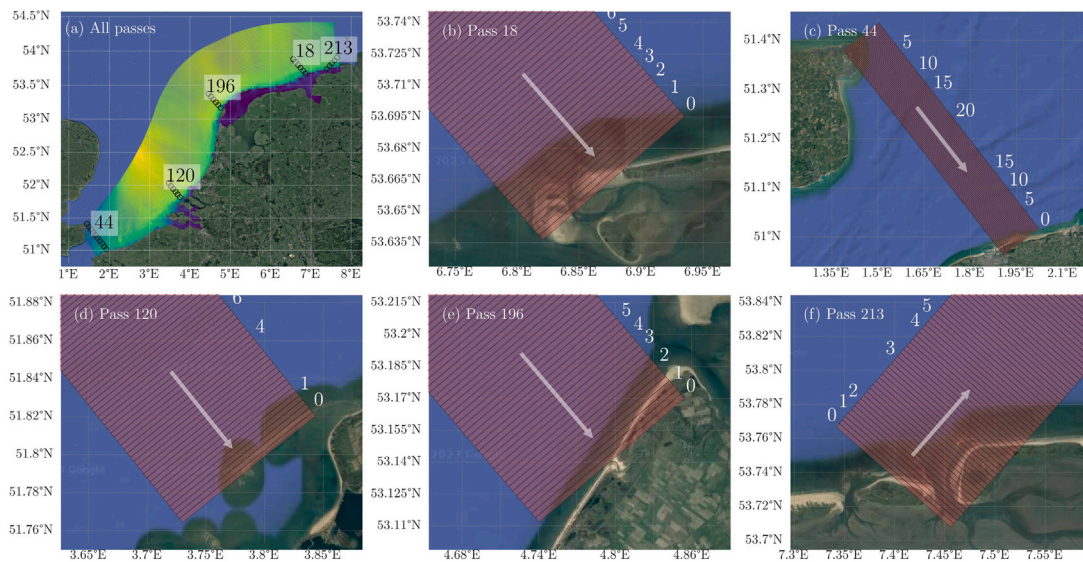 (a) All passes
54.5°N
54°N
53.5°N
53°N
52.5°N
52°N
51.5°N
51°N
18
213
196
120
44
1°E
2°E
3°E
4°E
5°E
6°E
7°E
8°E
(b) Pass 18
53.74°N
53.725°N
53.71°N
53.695°N
53.68°N
53.665°N
53.65°N
53.635°N
6
5
4
3
2
1
0
6.75°E
6.8°E
6.85°E
6.9°E
6.95°E
(c) Pass 44
51.4°N
51.3°N
51.2°N
51.1°N
51°N
5
10
15
20
15
10
5
0
1.35°E
1.5°E
1.65°E
1.8°E
1.95°E
2.1°E
(d) Pass 120
51.88°N
51.86°N
51.84°N
51.82°N
51.8°N
51.78°N
51.76°N
6
4
1
0
3.65°E
3.7°E
3.75°E
3.8°E
3.85°E
(e) Pass 196
53.215°N
53.2°N
53.185°N
53.17°N
53.155°N
53.14°N
53.125°N
53.11°N
5
4
3
2
1
0
4.68°E
4.74°E
4.8°E
4.86°E
(f) Pass 213
53.84°N
53.82°N
53.8°N
53.78°N
53.76°N
53.74°N
53.72°N
53.7°N
5
4
3
2
1
0
7.3°E
7.35°E
7.4°E
7.45°E
7.5°E
7.55°E